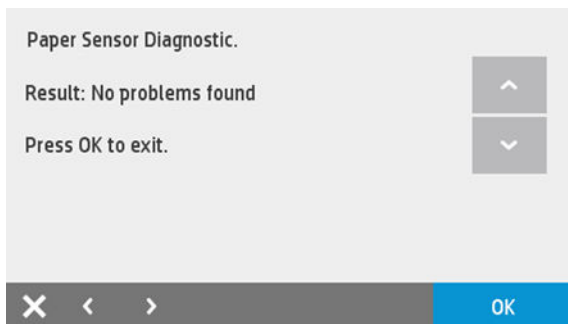 Paper Sensor Diagnostic.
Result: No problems found
Press OK to exit.
OK